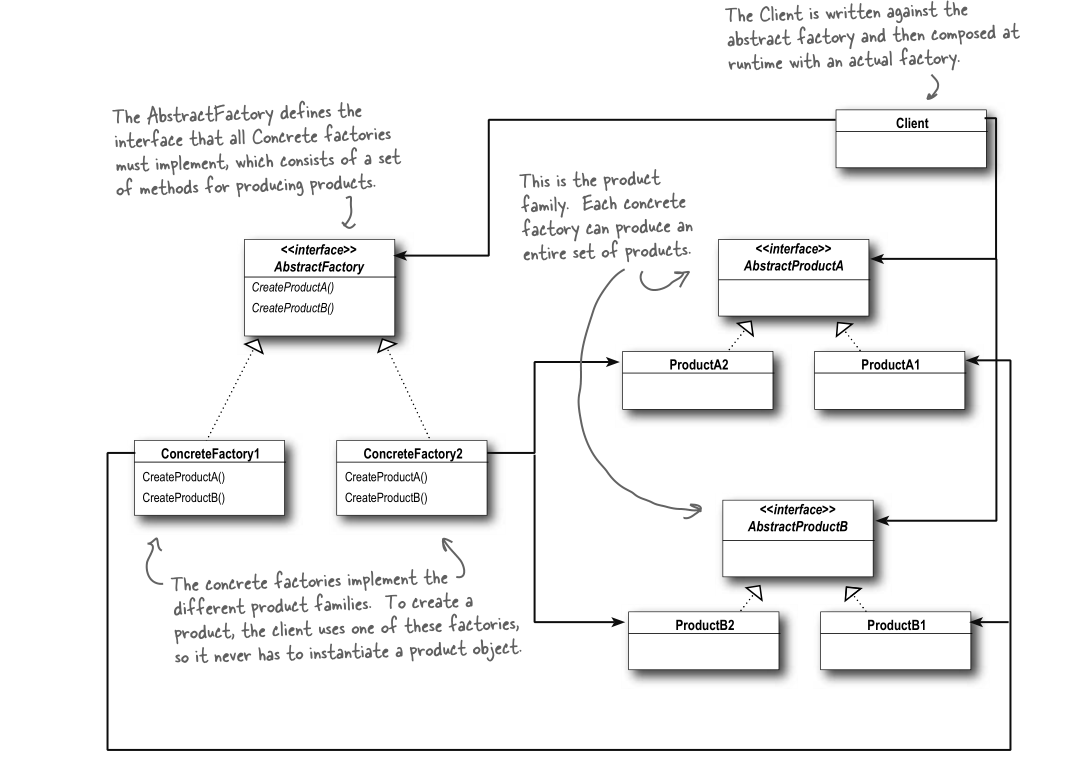 The Client is written against the
abstract factory and then composed at
runtime with an actual factory.
The AbstractFactory defines the
interface that all Concrete factories
must implement, which consists of a set
of methods for producing products.
Client
This is the product
family. Each concrete
factory can produce an
entire set of products.
<<interface>>
AbstractFactory
CreateProductA()
CreateProductB()
<<interface>>
AbstractProductA
ProductA2
ProductA1
ConcreteFactory1
CreateProductA()
CreateProductB()
ConcreteFactory2
CreateProductA()
CreateProductB()
<<interface>>
AbstractProductB
The concrete factories implement the
different product families. To create a
product, the client uses one of these factories,
so it never has to instantiate a product object.
ProductB2
ProductB1